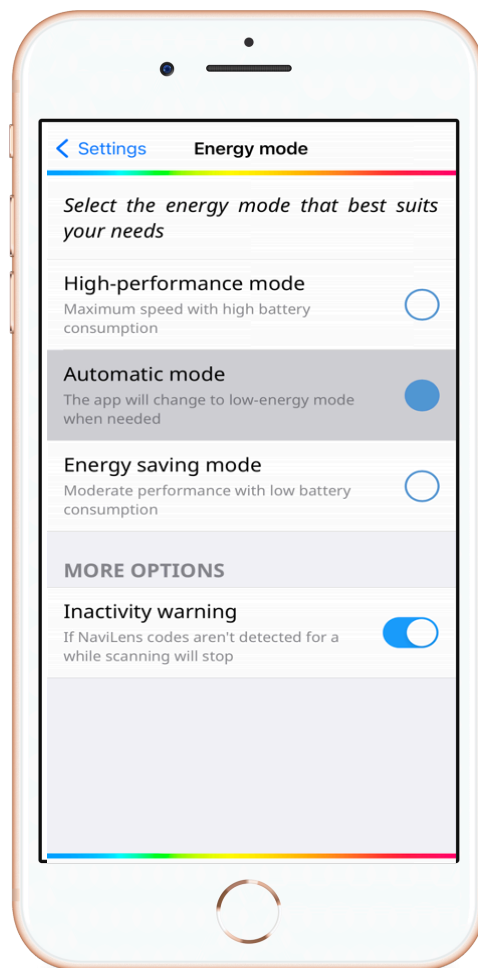 Settings
Energy mode
Select the energy mode that best suits
your needs
High-performance mode
Maximum speed with high battery
consumption
Automatic mode
The app will change to low-energy mode
when needed
Energy saving mode
Moderate performance with low battery
consumption
MORE OPTIONS
Inactivity warning
If NaviLens codes aren't detected for a
while scanning will stop